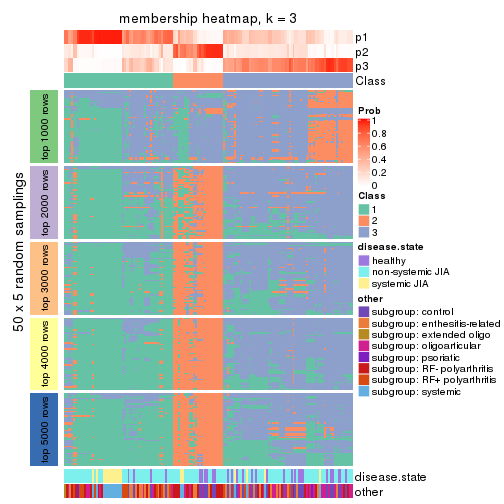 membership heatmap, k = 3
p1
p2
p3
Class
50 x 5 random samplings
top 1000 rows
top 2000 rows
top 3000 rows
top 4000 rows
top 5000 rows
Prob
1
0.8
0.6
0.4
0.2
0
Class
1
2
3
disease.state
healthy
non-systemic JIA
systemic JIA
other
subgroup: control
subgroup: enthesitis-related
subgroup: extended oligo
subgroup: oligoarticular
subgroup: psoriatic
subgroup: RF- polyarthritis
subgroup: RF+ polyarthritis
subgroup: systemic
disease.state
other